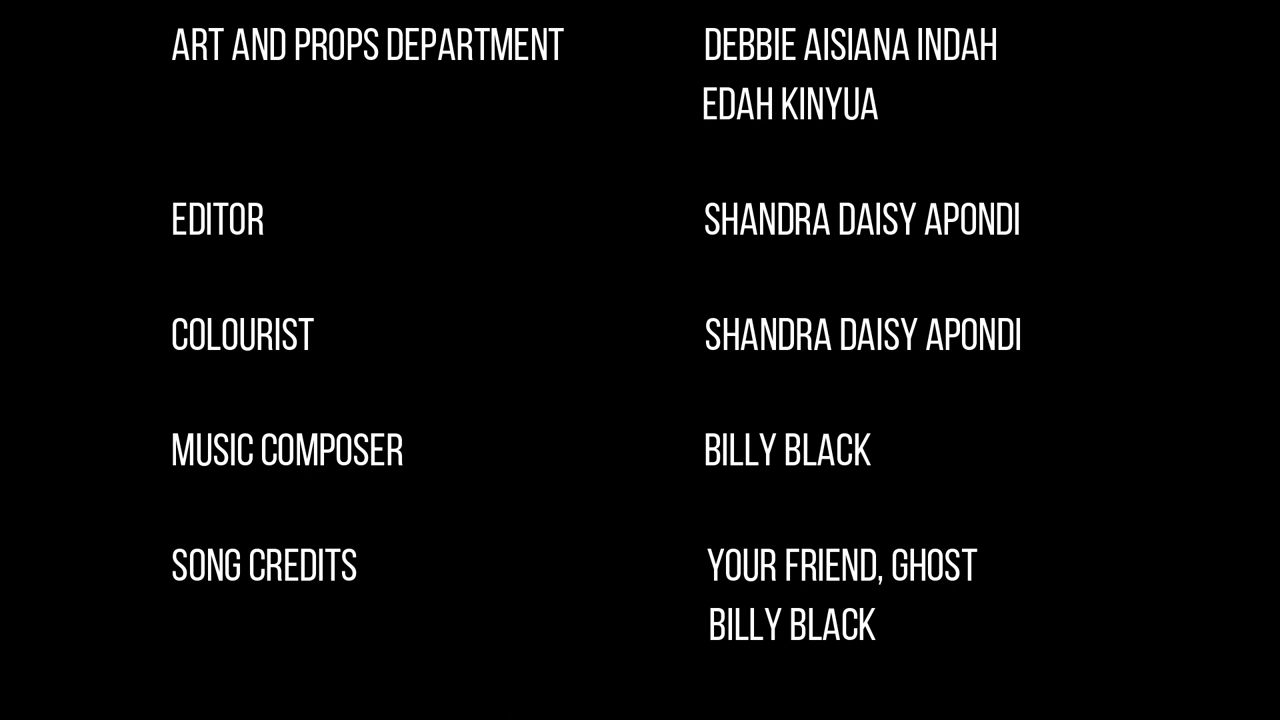 ART AND PROPS DEPARTMENT DEBBIE AISIANA INDAH
EDAH KINYUA
EDITOR SHANDRA DAISY APONDI
COLOURIST SHANDRA DAISY APONDI
MUSIC COMPOSER BILLY BLACK
SONG CREDITS YOUR FRIEND, GHOST
BILLY BLACK